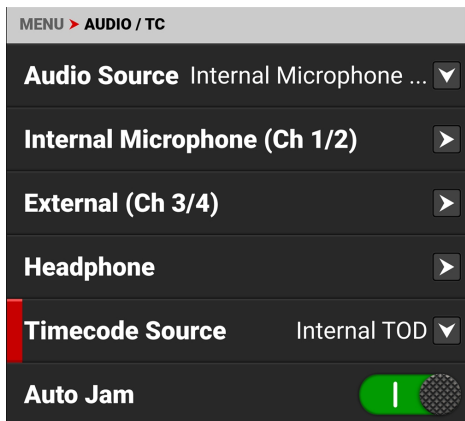 MENU > AUDIO / TC
Audio Source Internal Microphone ...
Internal Microphone (Ch 1/2)
External (Ch 3/4)
Headphone
Timecode Source Internal TOD
Auto Jam